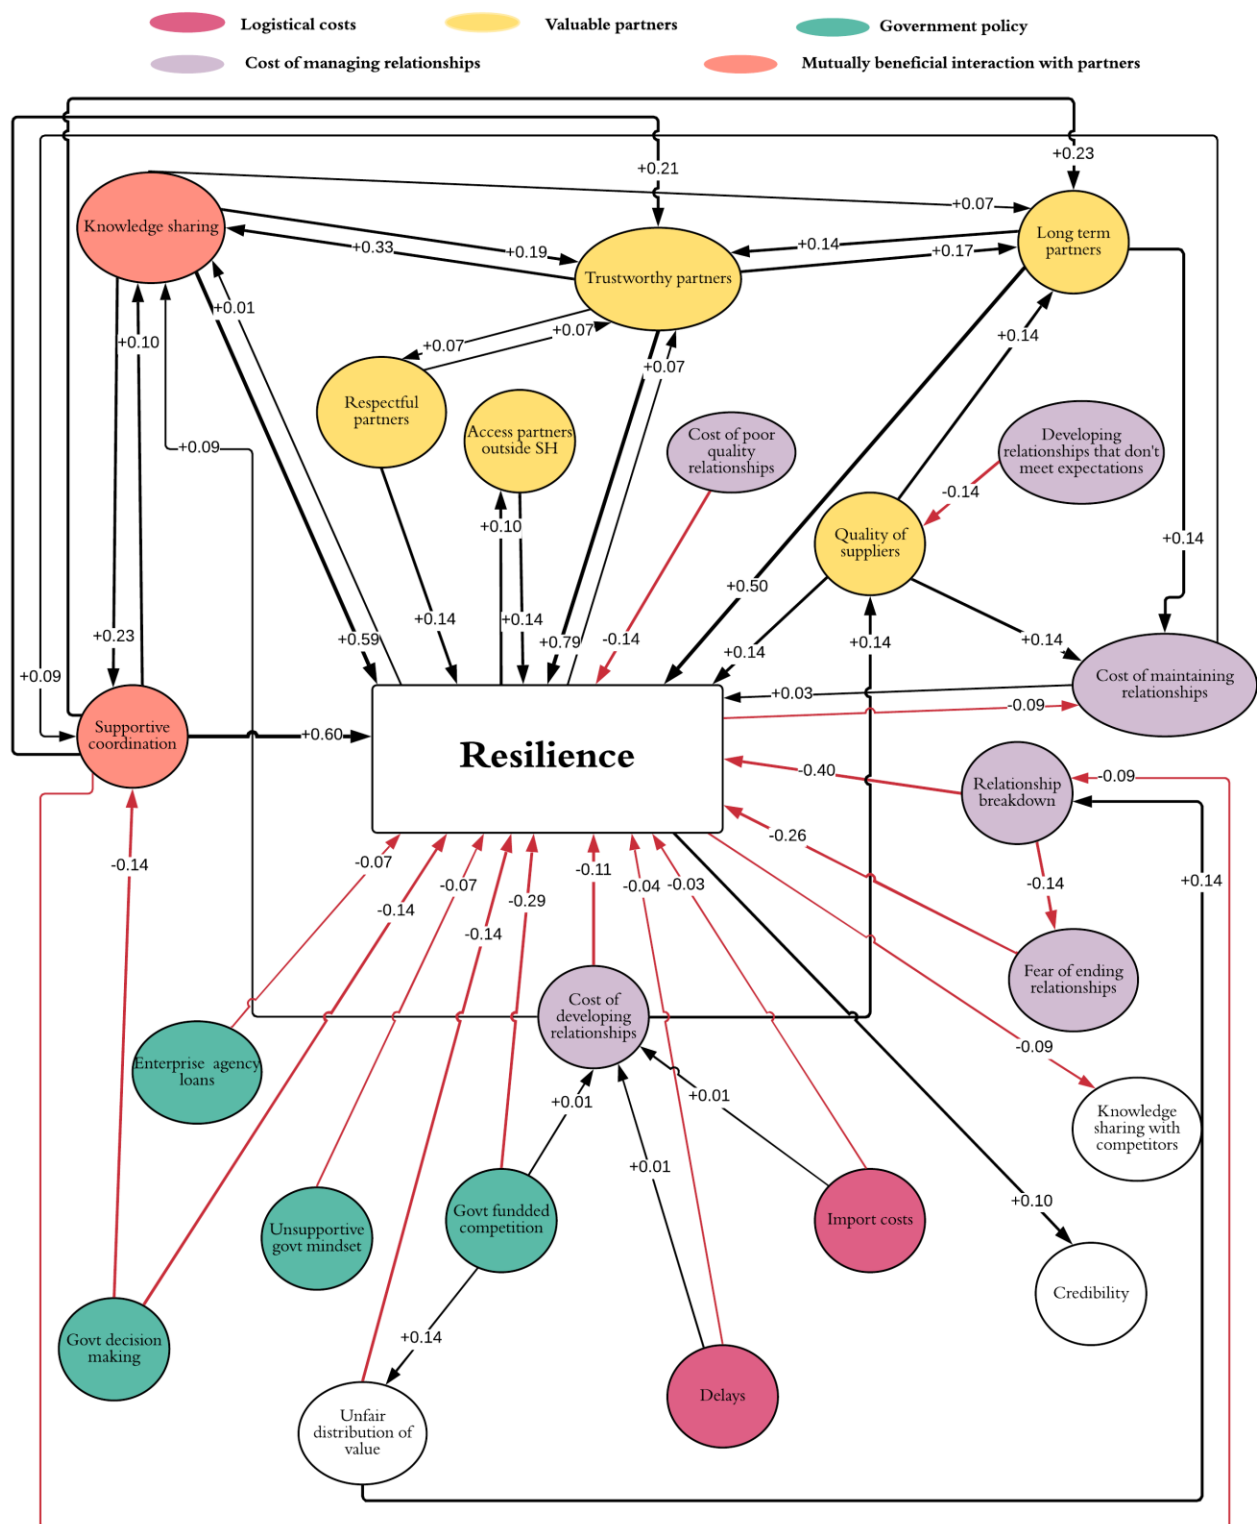 Logistical costs
Valuable partners
Government policy
Cost of managing relationships
Mutually beneficial interaction with partners
+0.23
+0.21
+0.07
Knowledge sharing
Long term
partners
+0.33
+0.19
+0.14
+0.17
Trustworthy partners
+0.01
+0.10
+0.07
+0.07
+0.07
+0.14
Respectful
partners
Access partners
outside SH
Cost of poor
quality
relationships
Developing
relationships that don't
meet expectations
+0.09
-0.14
+0.10
Quality of
suppliers
+0.14
+0.50
+0.23
+0.59
+0.14
+0.14
+0.79
-0.14
+0.14
+0.14
+0.14
+0.09
Cost of maintaining
relationships
+0.03
-0.09
Supportive
coordination
+0.60
Resilience
-0.40
Relationship
breakdown
-0.09
-0.26
-0.14
-0.07
-0.07
-0.11
-0.04
-0.03
-0.14
+0.14
-0.14
-0.29
-0.14
Fear of ending
relationships
Cost of
developing
relationships
-0.09
Enterprise agency
loans
+0.01
+0.01
Knowledge
sharing with
competitors
+0.01
+0.10
Unsupportive
govt mindset
Govt fundded
competition
Import costs
Credibility
Govt decision
making
+0.14
Delays
Unfair
distribution of
value